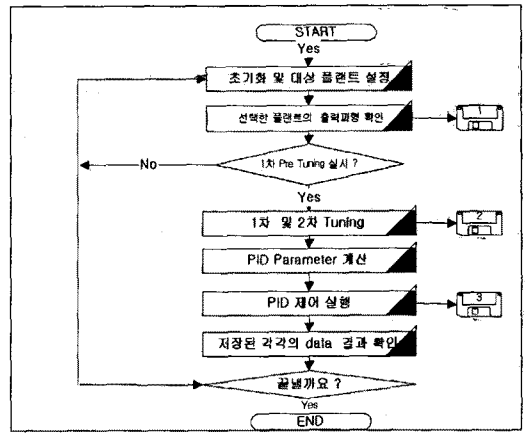 START
Yes
초기화 및 대상 플랜트 설정
선택한 플랜트의 출력파형 확인
1
1차 Pre Tuning 실시 ?
No
Yes
1차 및 2차 Tuning
2
PID Parameter 계산
PID 제어 실행
3
저장된 각각의 data 결과 확인
끝낼까요 ?
Yes
END